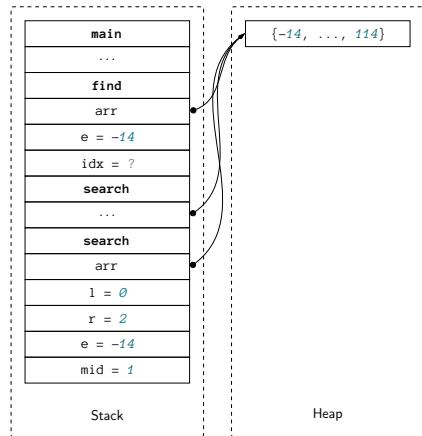 main
...
find
arr
e = -14
idx = ?
search
...
search
arr
l = 0
r = 2
e = -14
mid = 1
Stack
{-14, ..., 114}
Heap